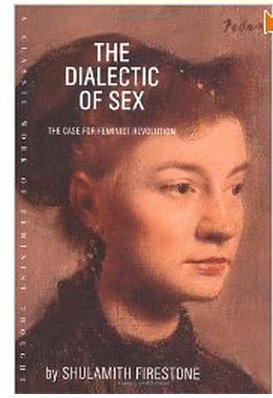 THE
DIALECTIC
OF SEX
THE CASE FOR FEMINIST REVOLUTION
A CLASSIC WORK OF FEMINIST THOUGHT
by SHULAMITH FIRESTONE